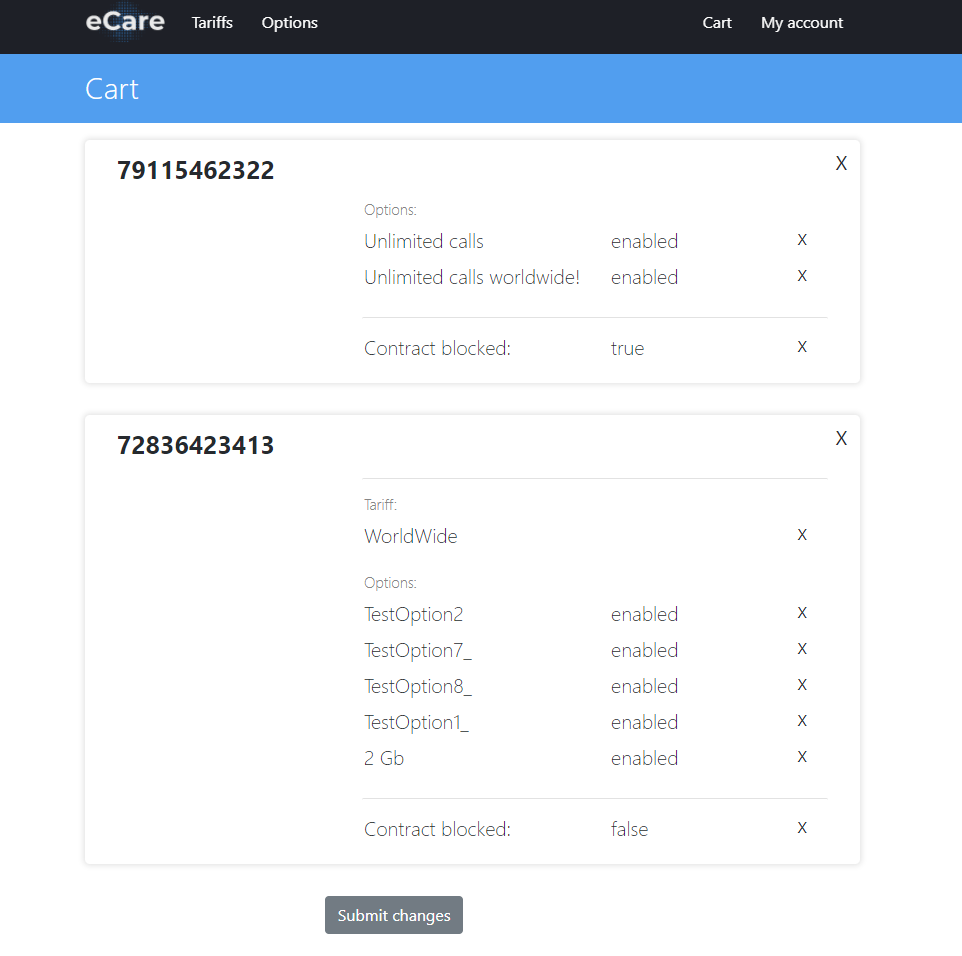 eCare Tariffs Options Cart My account
Cart
79115462322 X
Options:
Unlimited calls enabled X
Unlimited calls worldwide! enabled X
Contract blocked: true X
72836423413 X
Tariff:
WorldWide X
Options:
TestOption2 enabled X
TestOption7_ enabled X
TestOption8_ enabled X
TestOption1_ enabled X
2 Gb enabled X
Contract blocked: false X
Submit changes